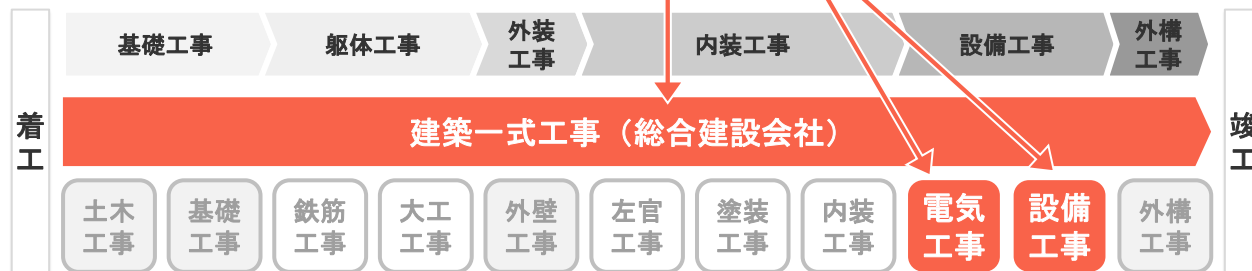 着
工
基礎工事
躯体工事
外装
工事
内装工事
設備工事
外構
工事
建築一式工事（総合建設会社）
土木
工事
基礎
工事
鉄筋
工事
大工
工事
外壁
工事
左官
工事
塗装
工事
内装
工事
電気
工事
設備
工事
外構
工事
竣
工